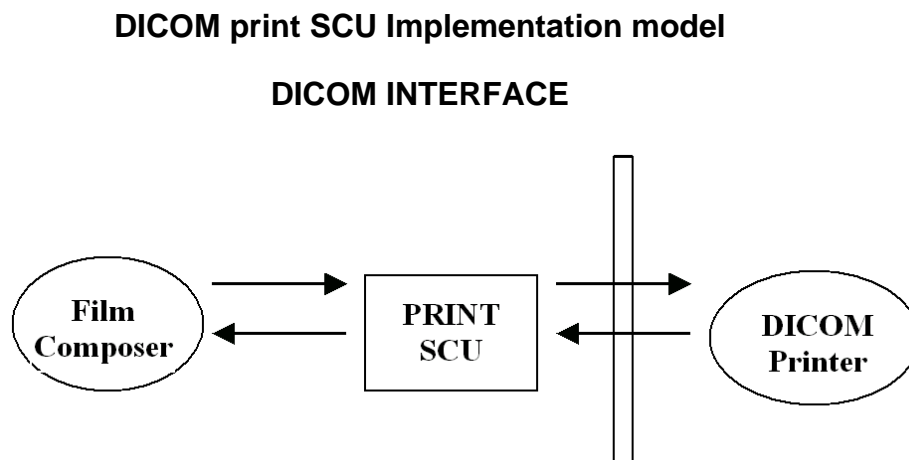 DICOM print SCU Implementation model
DICOM INTERFACE
Film
Composer
PRINT
SCU
DICOM
Printer